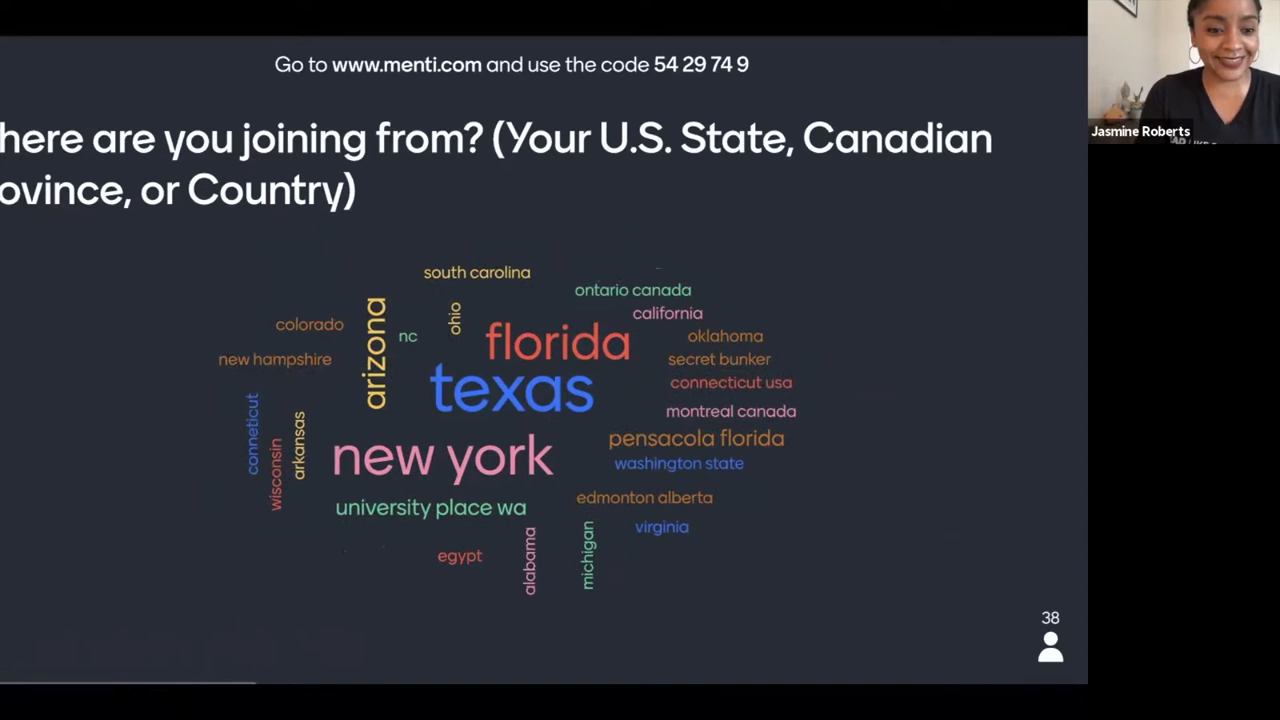 Go to www.menti.com and use the code 54 29 74 9
Jasmine Roberts
here are you joining from? (Your U.S. State, Canadian
ovince, or Country)
south carolina
ontario canada
california
colorado
arizona
nc
ohio
florida
oklahoma
new hampshire
secret bunker
texas
connecticut usa
montreal canada
conneticut
wisconsin
arkansas
new york
pensacola florida
washington state
university place wa
edmonton alberta
virginia
egypt
alabama
michigan
38